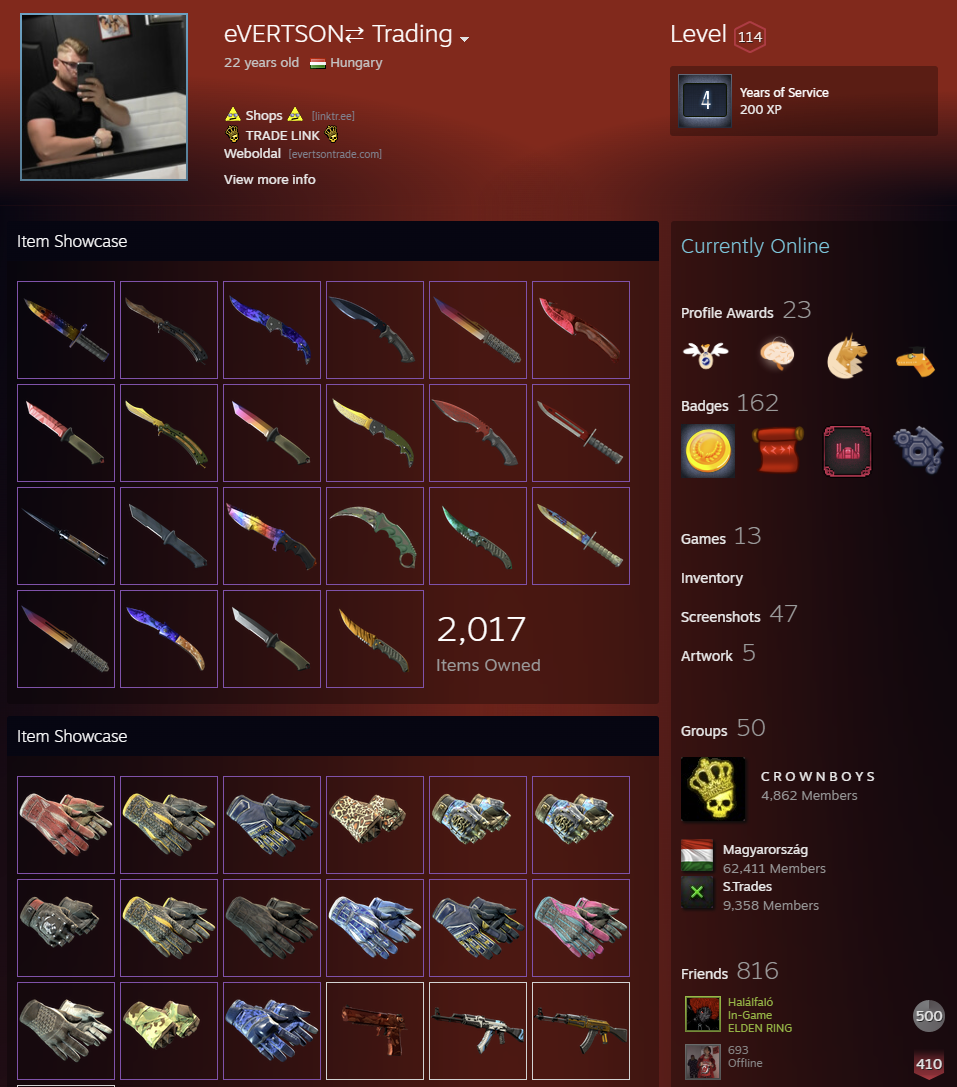 eVERTSON⇄ Trading
22 years old Hungary
Shops [linktr.ee]
TRADE LINK
Weboldal [evertsontrade.com]
View more info
Level 114
4
Years of Service
200 XP
Item Showcase
2,017
Items Owned
Item Showcase
Currently Online
Profile Awards 23
Badges 162
Games 13
Inventory
Screenshots 47
Artwork 5
Groups 50
C R O W N B O Y S
4,862 Members
Magyarország
62,411 Members
S.Trades
9,358 Members
Friends 816
Halálfaló
In-Game
ELDEN RING
500
693
Offline
410